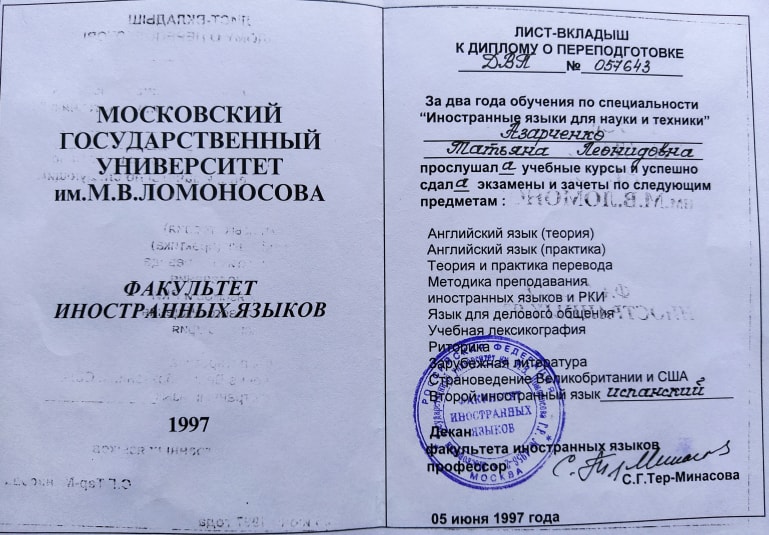 МОСКОВСКИЙ
ГОСУДАРСТВЕННЫЙ
УНИВЕРСИТЕТ
им.М.В.ЛОМОНОСОВА
ФАКУЛЬТЕТ
ИНОСТРАННЫХ ЯЗЫКОВ
1997
ЛИСТ-ВКЛАДЫШ
К ДИПЛОМУ О ПЕРЕПОДГОТОВКЕ
ДВП № 057643
За два года обучения по специальности
"Иностранные языки для науки и техники"
Азарченко
Татьяна Леонидовна
прослушала учебные курсы и успешно
сдала экзамены и зачеты по следующим
предметам :
Английский язык (теория)
Английский язык (практика)
Теория и практика перевода
Методика преподавания
иностранных языков и РКИ
Язык для делового общения
Учебная лексикография
Риторика
Зарубежная литература
Страноведение Великобритании и США
Второй иностранный язык испанский
ИНОСТРАННЫХ
ЯЗЫКОВ
МОСКВА
Декан
факультета иностранных языков
профессор
С.Г.Тер-Минасова
05 июня 1997 года